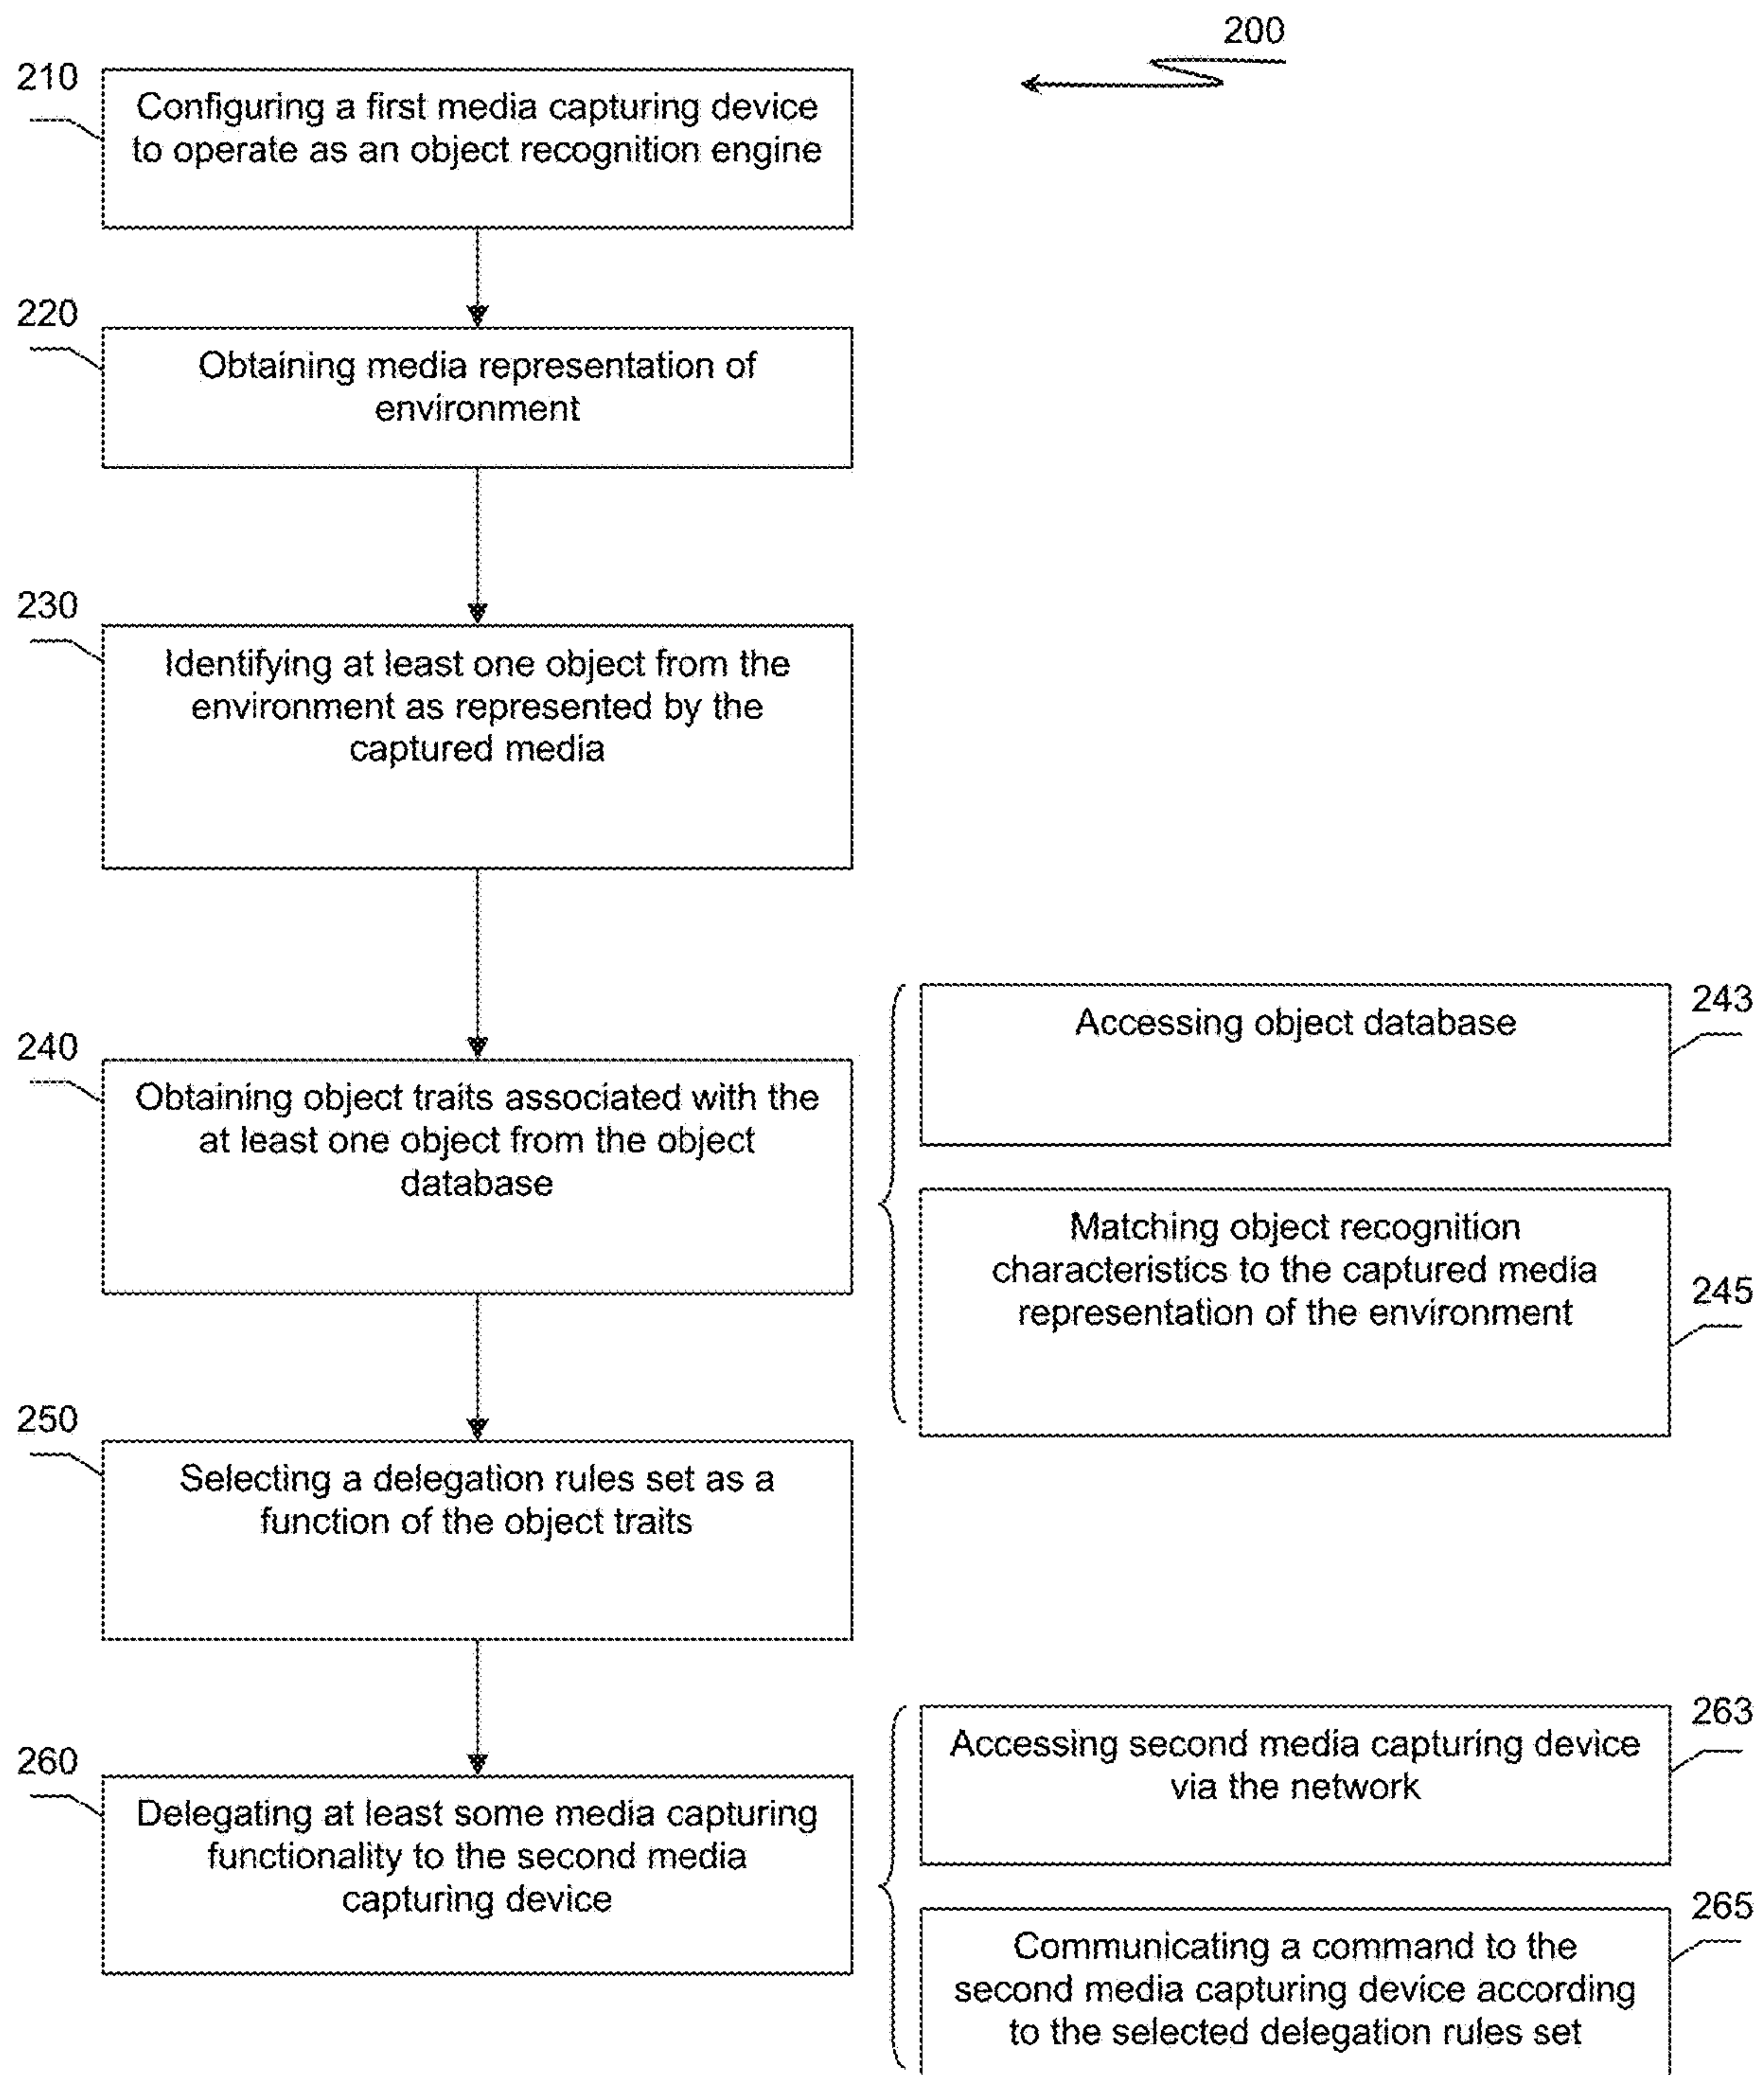 200
210
Configuring a first media capturing device
to operate as an object recognition engine
220
Obtaining media representation of
environment
230
Identifying at least one object from the
environment as represented by the
captured media
240
Obtaining object traits associated with the
at least one object from the object
database
243
Accessing object database
245
Matching object recognition
characteristics to the captured media
representation of the environment
250
Selecting a delegation rules set as a
function of the object traits
260
Delegating at least some media capturing
functionality to the second media
capturing device
263
Accessing second media capturing device
via the network
265
Communicating a command to the
second media capturing device according
to the selected delegation rules set